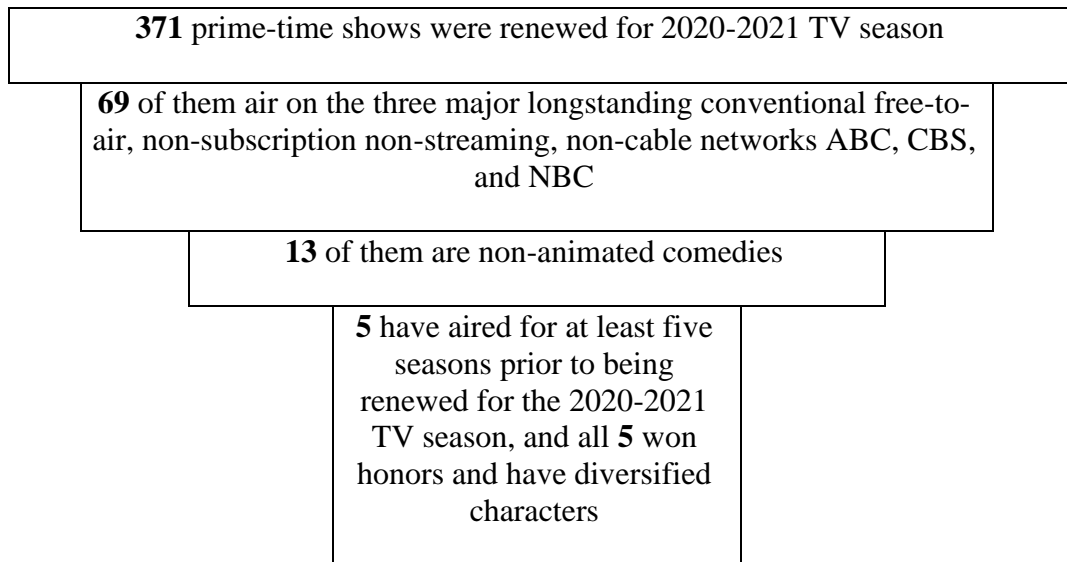 371 prime-time shows were renewed for 2020-2021 TV season
69 of them air on the three major longstanding conventional free-to-
air, non-subscription non-streaming, non-cable networks ABC, CBS,
and NBC
13 of them are non-animated comedies
5 have aired for at least five
seasons prior to being
renewed for the 2020-2021
TV season, and all 5 won
honors and have diversified
characters